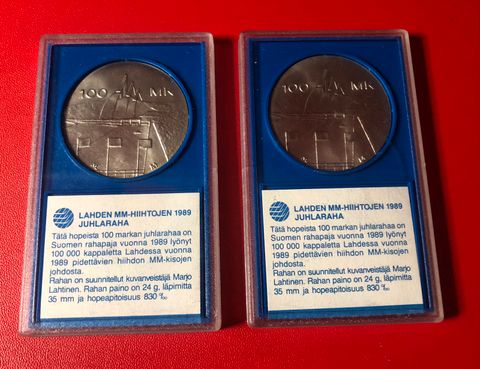 100 MK
LAHDEN MM-HIIHTOJEN 1989
JUHLARAHA
Tätä hopeista 100 markan juhlarahaa on
Suomen rahapaja vuonna 1989 lyönyt
100 000 kappaletta Lahdessa vuonna
1989 pidettävien hiihdon MM-kisojen
johdosta.
Rahan on suunnitellut kuvanveistäjä Marjo
Lahtinen. Rahan paino on 24 g, läpimitta
35 mm ja hopeapitoisuus 830 ‰.
100 MK
LAHDEN MM-HIIHTOJEN 1989
JUHLARAHA
Tätä hopeista 100 markan juhlarahaa on
Suomen rahapaja vuonna 1989 lyönyt
100 000 kappaletta Lahdessa vuonna
1989 pidettävien hiihdon MM-kisojen
johdosta.
Rahan on suunnitellut kuvanveistäjä Marjo
Lahtinen. Rahan paino on 24 g, läpimitta
35 mm ja hopeapitoisuus 830 ‰.